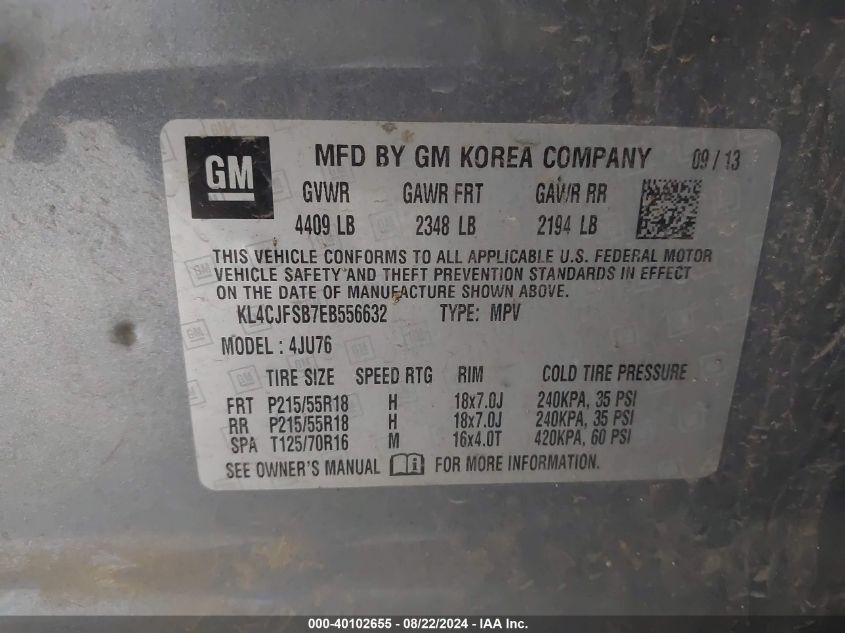 GM MFD BY GM KOREA COMPANY 09 / 13
GVWR GAWR FRT GAWR RR
4409 LB 2348 LB 2194 LB
THIS VEHICLE CONFORMS TO ALL APPLICABLE U.S. FEDERAL MOTOR
VEHICLE SAFETY AND THEFT PREVENTION STANDARDS IN EFFECT
ON THE DATE OF MANUFACTURE SHOWN ABOVE.
KL4CJFSB7EB556632 TYPE: MPV
MODEL : 4JU76
TIRE SIZE SPEED RTG RIM COLD TIRE PRESSURE
FRT P215/55R18 H 18x7.0J 240KPA, 35 PSI
RR P215/55R18 H 18x7.0J 240KPA, 35 PSI
SPA T125/70R16 M 16x4.0T 420KPA, 60 PSI
SEE OWNER'S MANUAL FOR MORE INFORMATION.
000-40102655 - 08/22/2024 - IAA Inc.